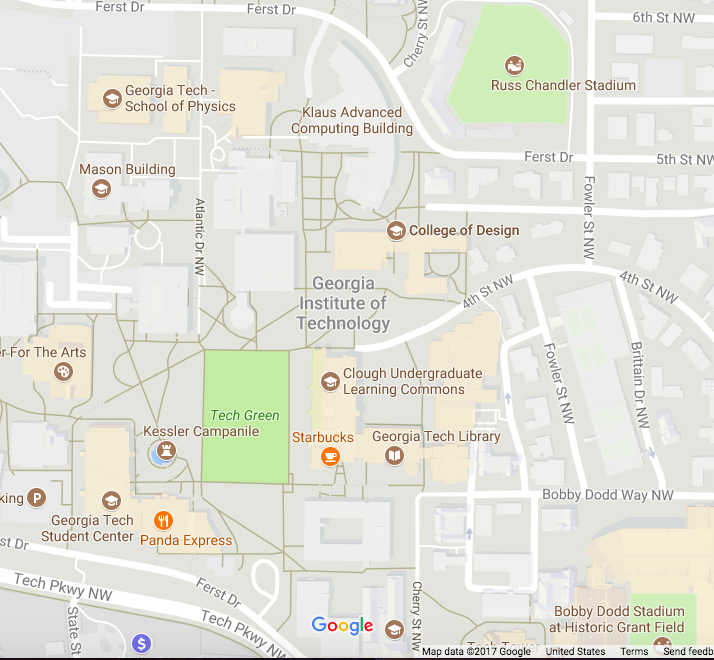 Ferst Dr
Ferst Dr
Cherry St NW
6th St NW
Russ Chandler Stadium
Georgia Tech -
School of Physics
Klaus Advanced
Computing Building
Mason Building
Ferst Dr
5th St NW
Atlantic Dr NW
Fowler St NW
College of Design
Georgia
Institute of
Technology
4th St NW
4th St NW
er For The Arts
Clough Undergraduate
Learning Commons
Fowler St NW
Brittain Dr NW
Tech Green
Kessler Campanile
Starbucks
Georgia Tech Library
king
P
Georgia Tech
Student Center
Panda Express
Bobby Dodd Way NW
st Dr
Ferst Dr
Tech Pkwy NW
Tech Pkwy NW
State St
Cherry St NW
Bobby Dodd Stadium
at Historic Grant Field
$
Google
Map data ©2017 Google United States Terms Send feedb